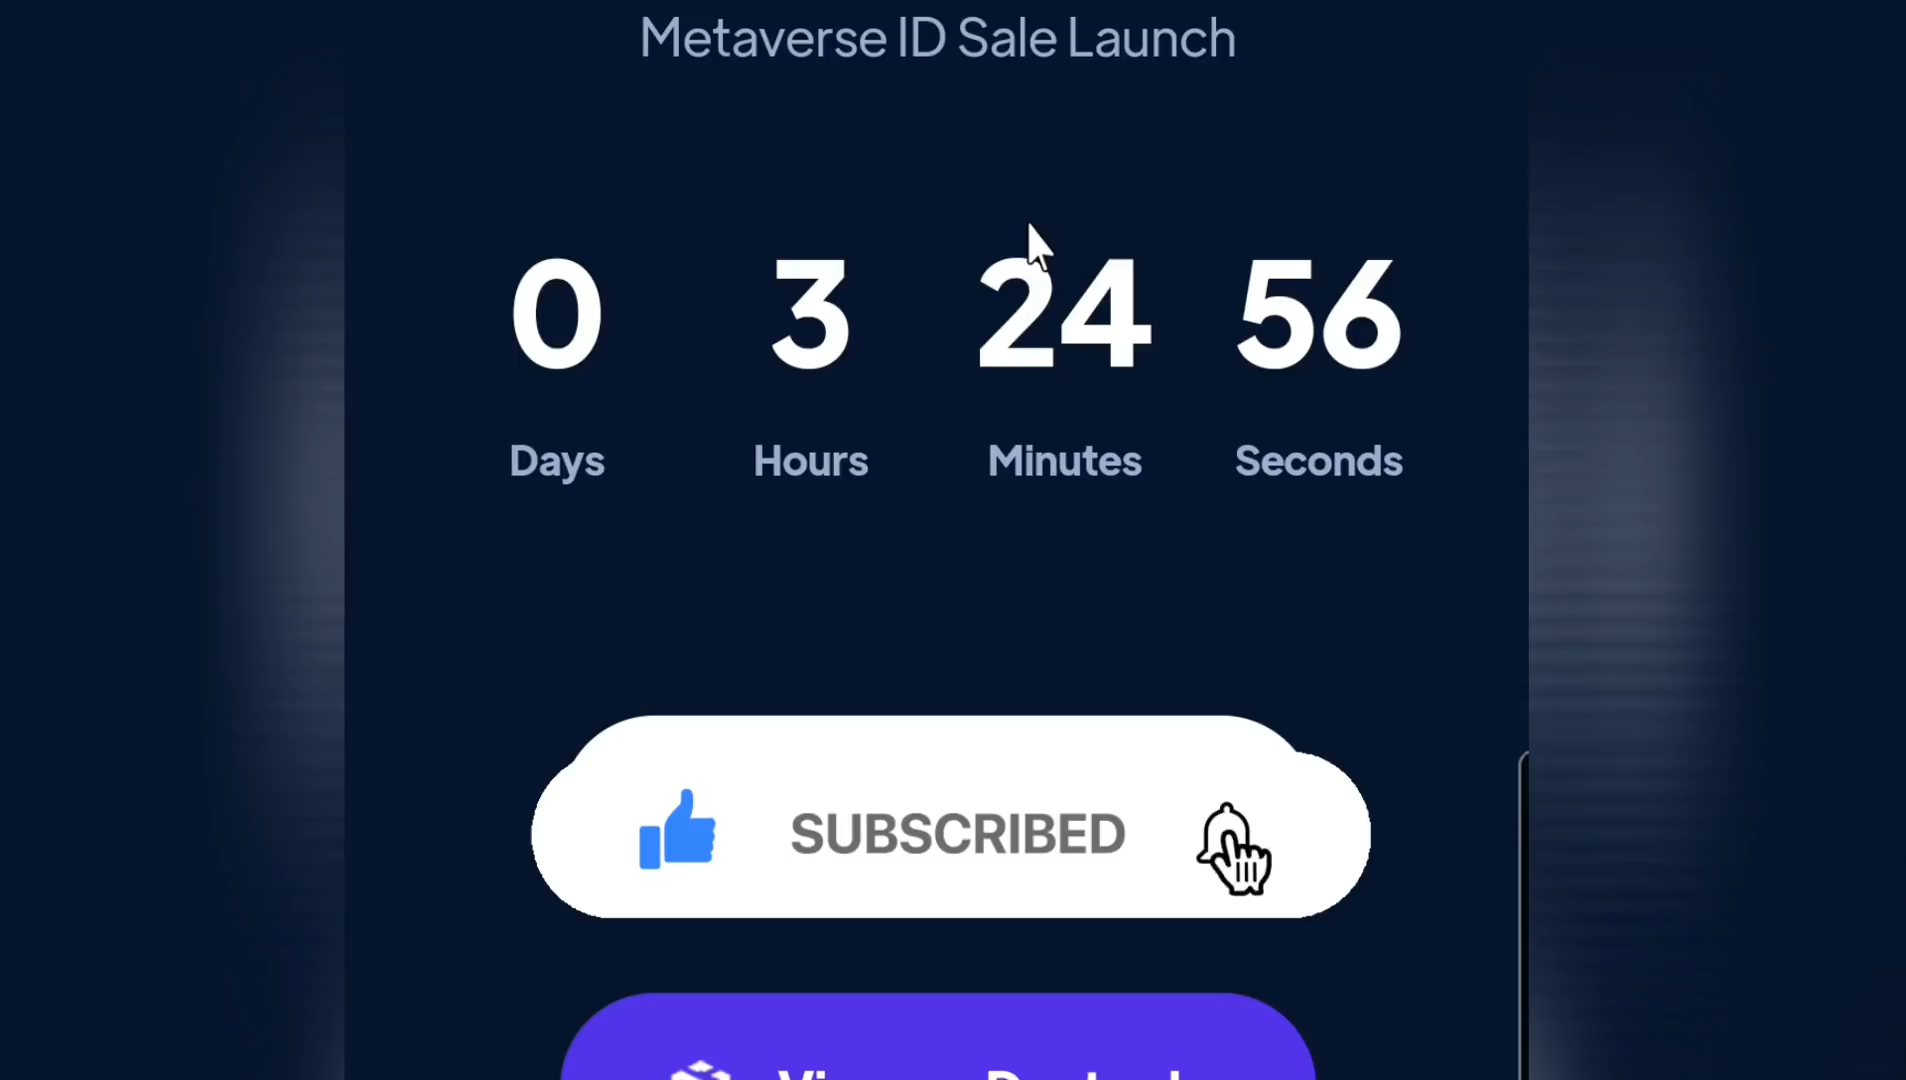 Metaverse ID Sale Launch
0 3 24 56
Days Hours Minutes Seconds
SUBSCRIBED